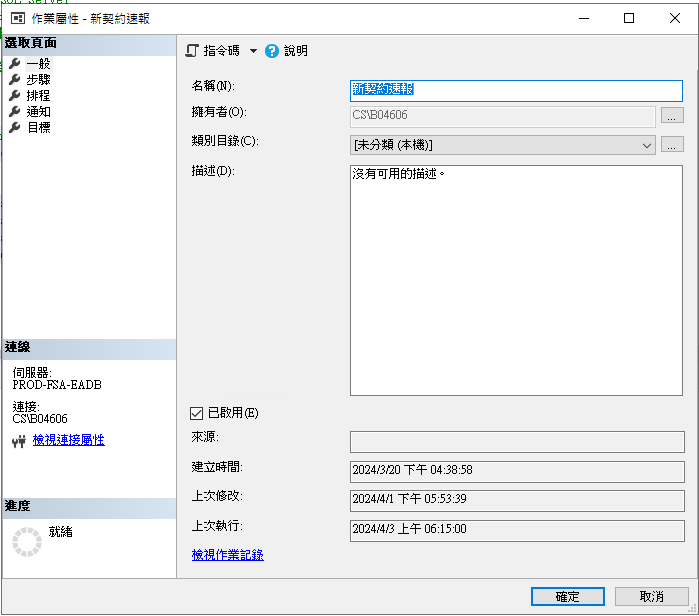 作業屬性 - 新契約速報
選取頁面
一般
步驟
排程
通知
目標
連線
伺服器:
PROD-FSA-EADB
連接:
CS\B04606
檢視連接屬性
進度
就緒
指令碼
說明
名稱(N):
新契約速報
擁有者(O):
CS\B04606
...
類別目錄(C):
[未分類 (本機)]
...
描述(D):
沒有可用的描述。
已啟用(E)
來源:
建立時間:
2024/3/20 下午 04:38:58
上次修改:
2024/4/1 下午 05:53:39
上次執行:
2024/4/3 上午 06:15:00
檢視作業記錄
確定
取消